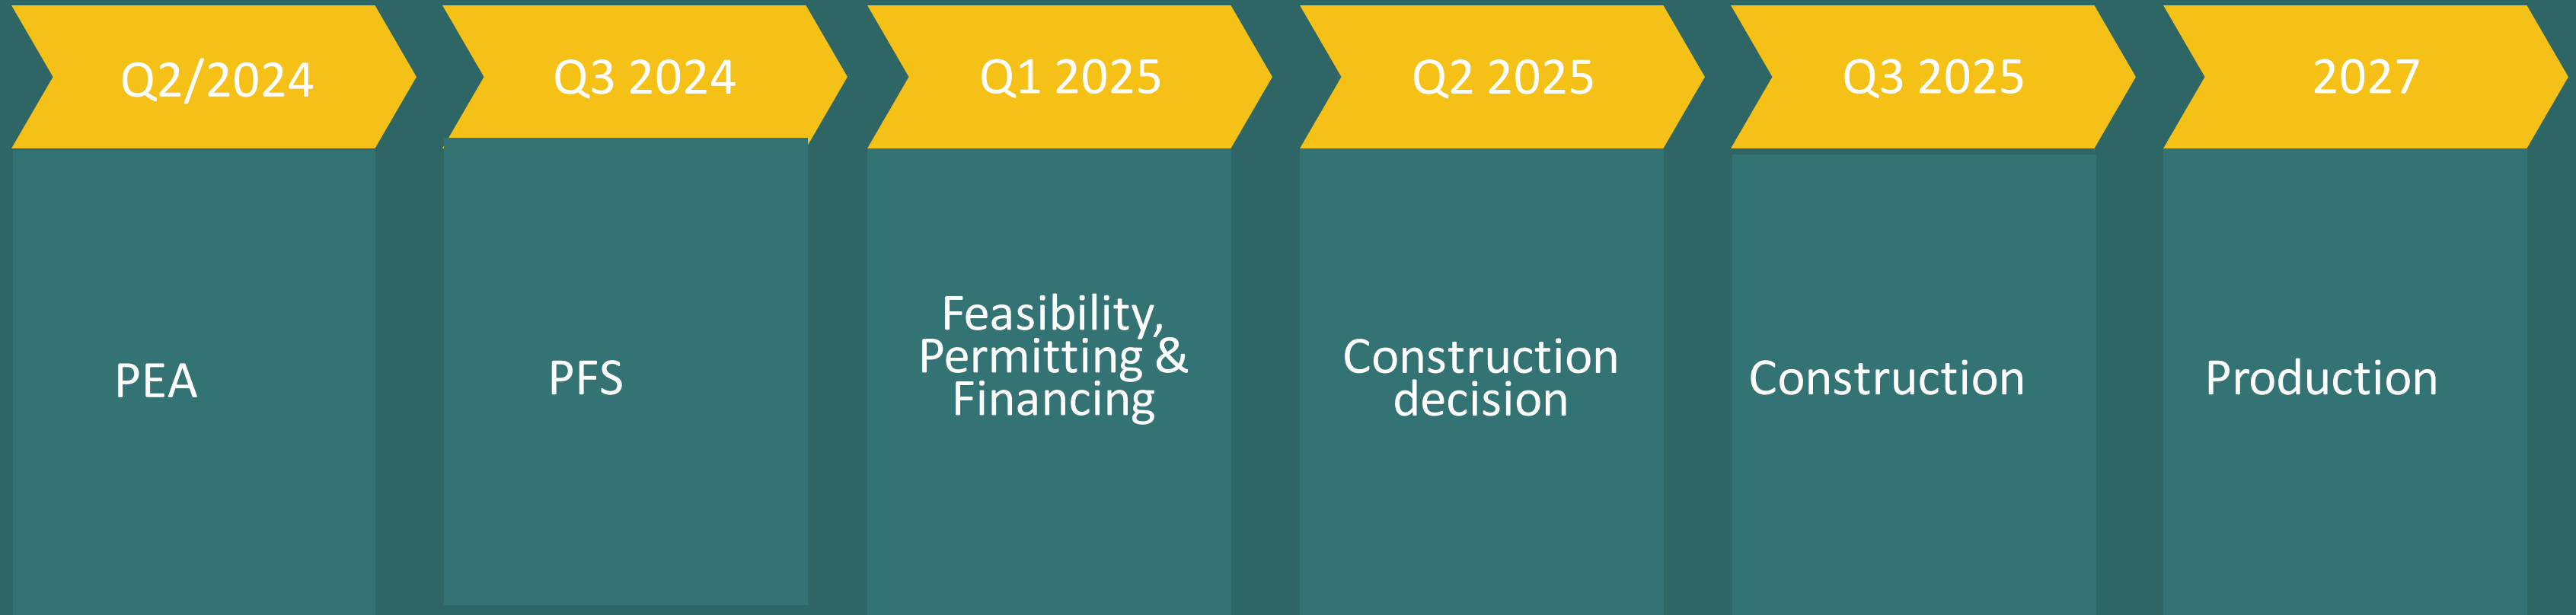 Q2/2024
Q3 2024
Q1 2025
Q2 2025
Q3 2025
2027
PEA
PFS
Feasibility,
Permitting &
Financing
Construction
decision
Construction
Production